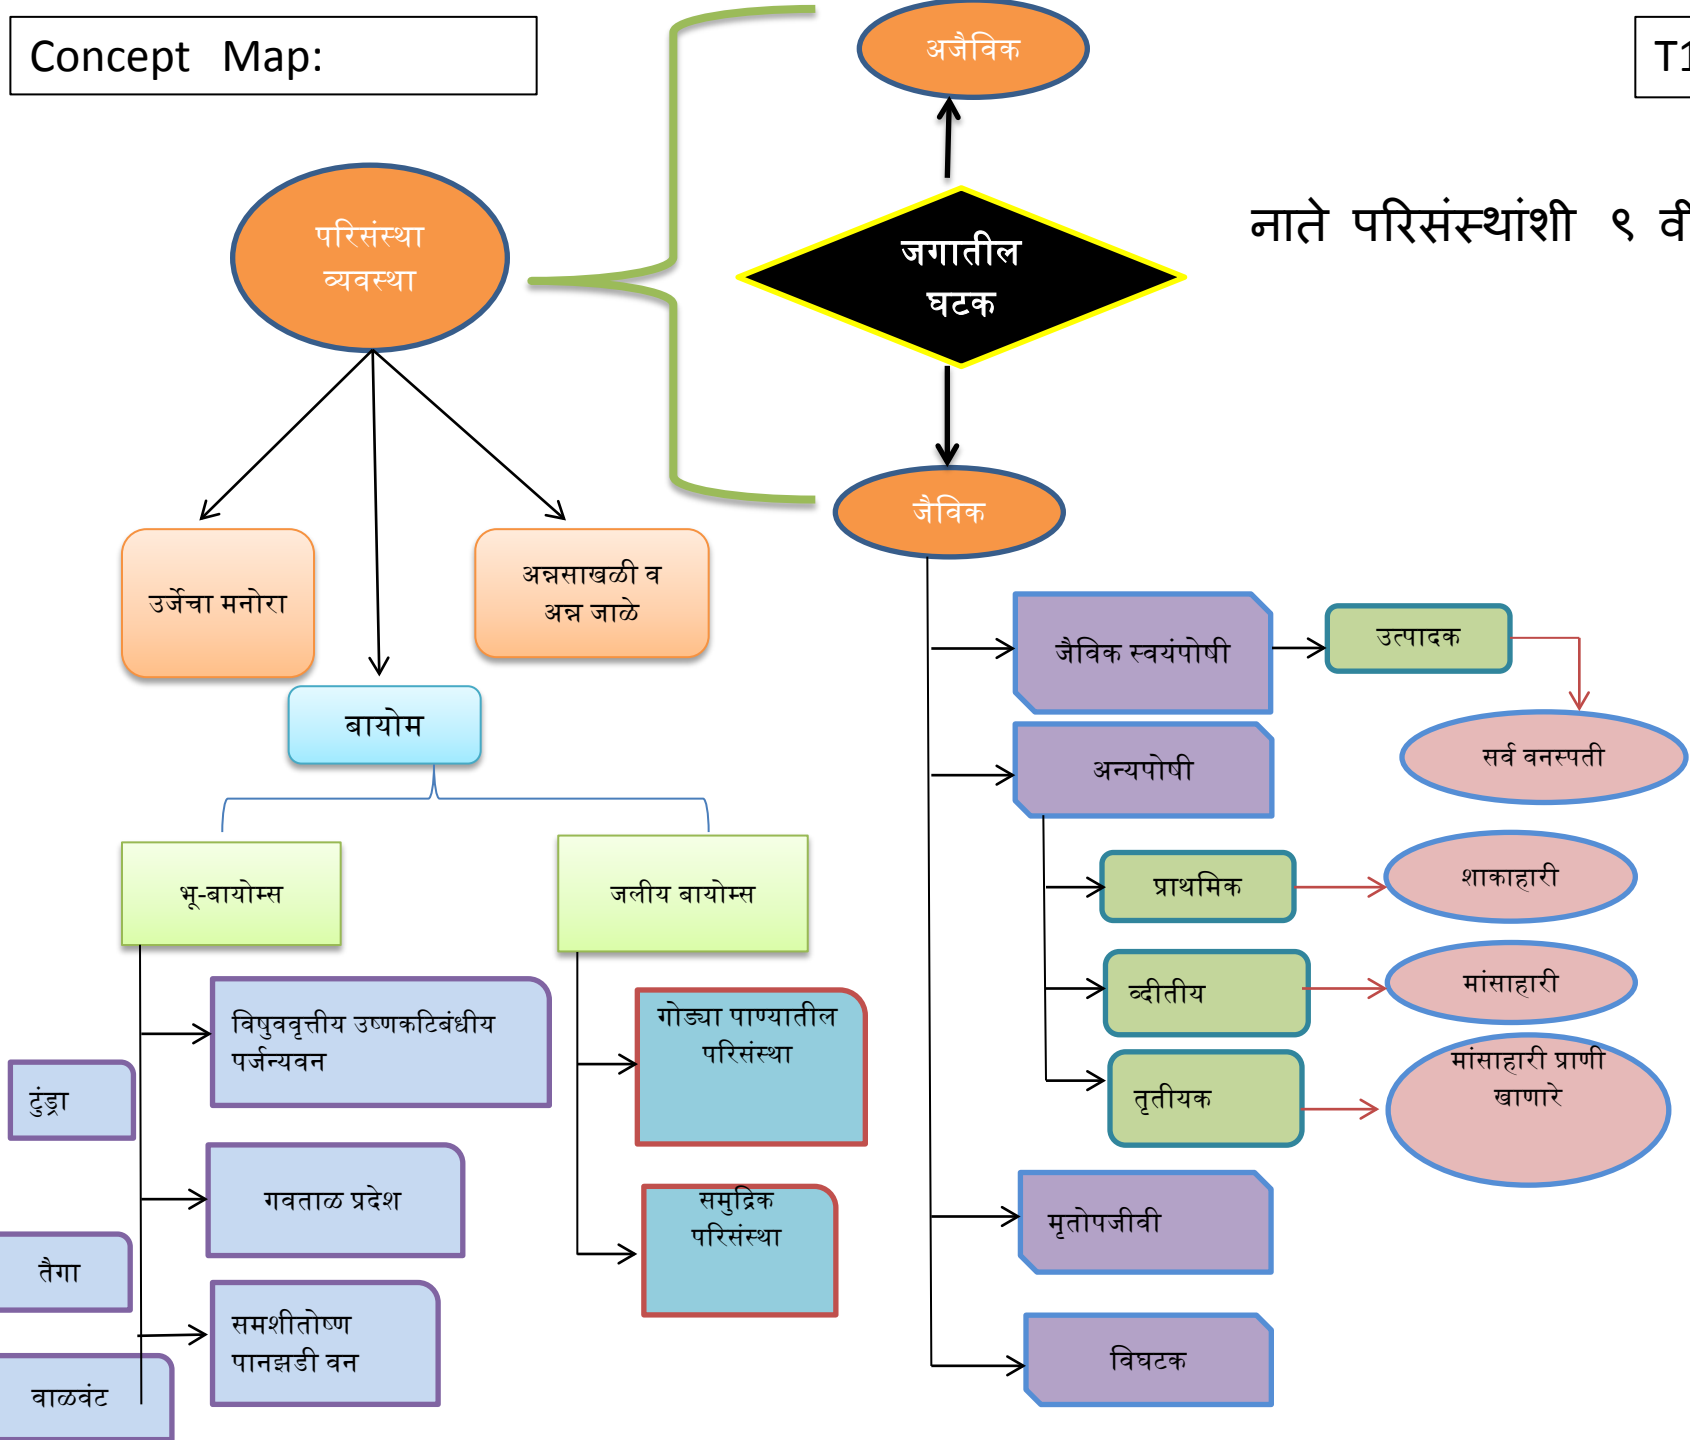 Concept Map:
अजैविक
T1
परिसंस्था
व्यवस्था
जगातील
घटक
नाते परिसंस्थांशी ९ वी
जैविक
उर्जेचा मनोरा
अन्नसाखळी व
अन्न जाळे
बायोम
जैविक स्वयंपोषी
उत्पादक
सर्व वनस्पती
अन्यपोषी
प्राथमिक
शाकाहारी
व्दीतीय
मांसाहारी
तृतीयक
मांसाहारी प्राणी
खाणारे
मृतोपजीवी
विघटक
भू-बायोम्स
जलीय बायोम्स
विषुववृत्तीय उष्णकटिबंधीय
पर्जन्यवन
टुंड्रा
गवताळ प्रदेश
तैगा
समशीतोष्ण
पानझडी वन
वाळवंट
गोड्या पाण्यातील
परिसंस्था
समुद्रिक
परिसंस्था